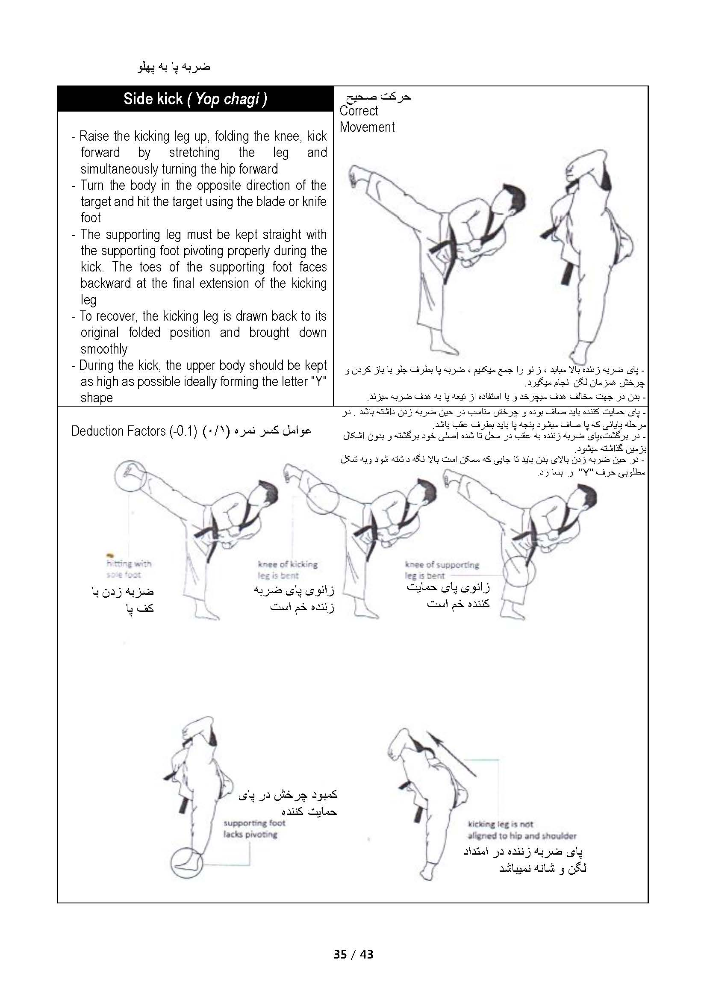 ضربه پا به پهلو
Side kick ( Yop chagi )
- Raise the kicking leg up, folding the knee, kick
forward by stretching the leg and
simultaneously turning the hip forward
- Turn the body in the opposite direction of the
target and hit the target using the blade or knife
foot
- The supporting leg must be kept straight with
the supporting foot pivoting properly during the
kick. The toes of the supporting foot faces
backward at the final extension of the kicking
leg
- To recover, the kicking leg is drawn back to its
original folded position and brought down
smoothly
- During the kick, the upper body should be kept
as high as possible ideally forming the letter "Y"
shape
حرکت صحیح
Correct
Movement
- پای ضربه زننده بالا میاید ، زانو را جمع میکنیم ، ضربه پا بطرف جلو با باز کردن و
چرخش همزمان لگن انجام میگیرد.
- بدن در جهت مخالف هدف میچرخد و با استفاده از تیغه پا به هدف ضربه میزند.
- پای حمایت کننده باید صاف بوده و چرخش مناسب در حین ضربه زدن داشته باشد . در
مرحله پایانی که پا صاف میشود پنجه پا باید بطرف عقب باشد.
- در برگشت،پای ضربه زننده به عقب در محل تا شده اصلی خود برگشته و بدون اشکال
بزمین گذاشته میشود.
- در حین ضربه زدن بالای بدن باید تا جایی که ممکن است بالا نگه داشته شود وبه شکل
مطلوبی حرف "Y" را بسا زد.
Deduction Factors (-0.1) عوامل کسر نمره (۰/۱)
hitting with
sole foot
ضزبه زدن با
کف پا
knee of kicking
leg is bent
زانوی پای ضربه
زننده خم است
knee of supporting
leg is bent
زانوی پای حمایت
کننده خم است
کمبود چرخش در پای
حمایت کننده
supporting foot
lacks pivoting
kicking leg is not
aligned to hip and shoulder
پای ضربه زننده در امتداد
لگن و شانه نمیباشد
35 / 43